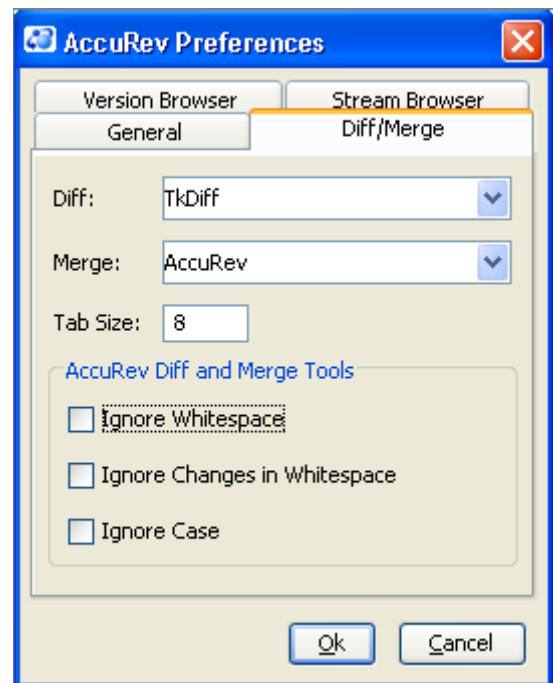 AccuRev Preferences
Version Browser Stream Browser
General Diff/Merge
Diff: TkDiff
Merge: AccuRev
Tab Size: 8
AccuRev Diff and Merge Tools
Ignore Whitespace
Ignore Changes in Whitespace
Ignore Case
Ok Cancel